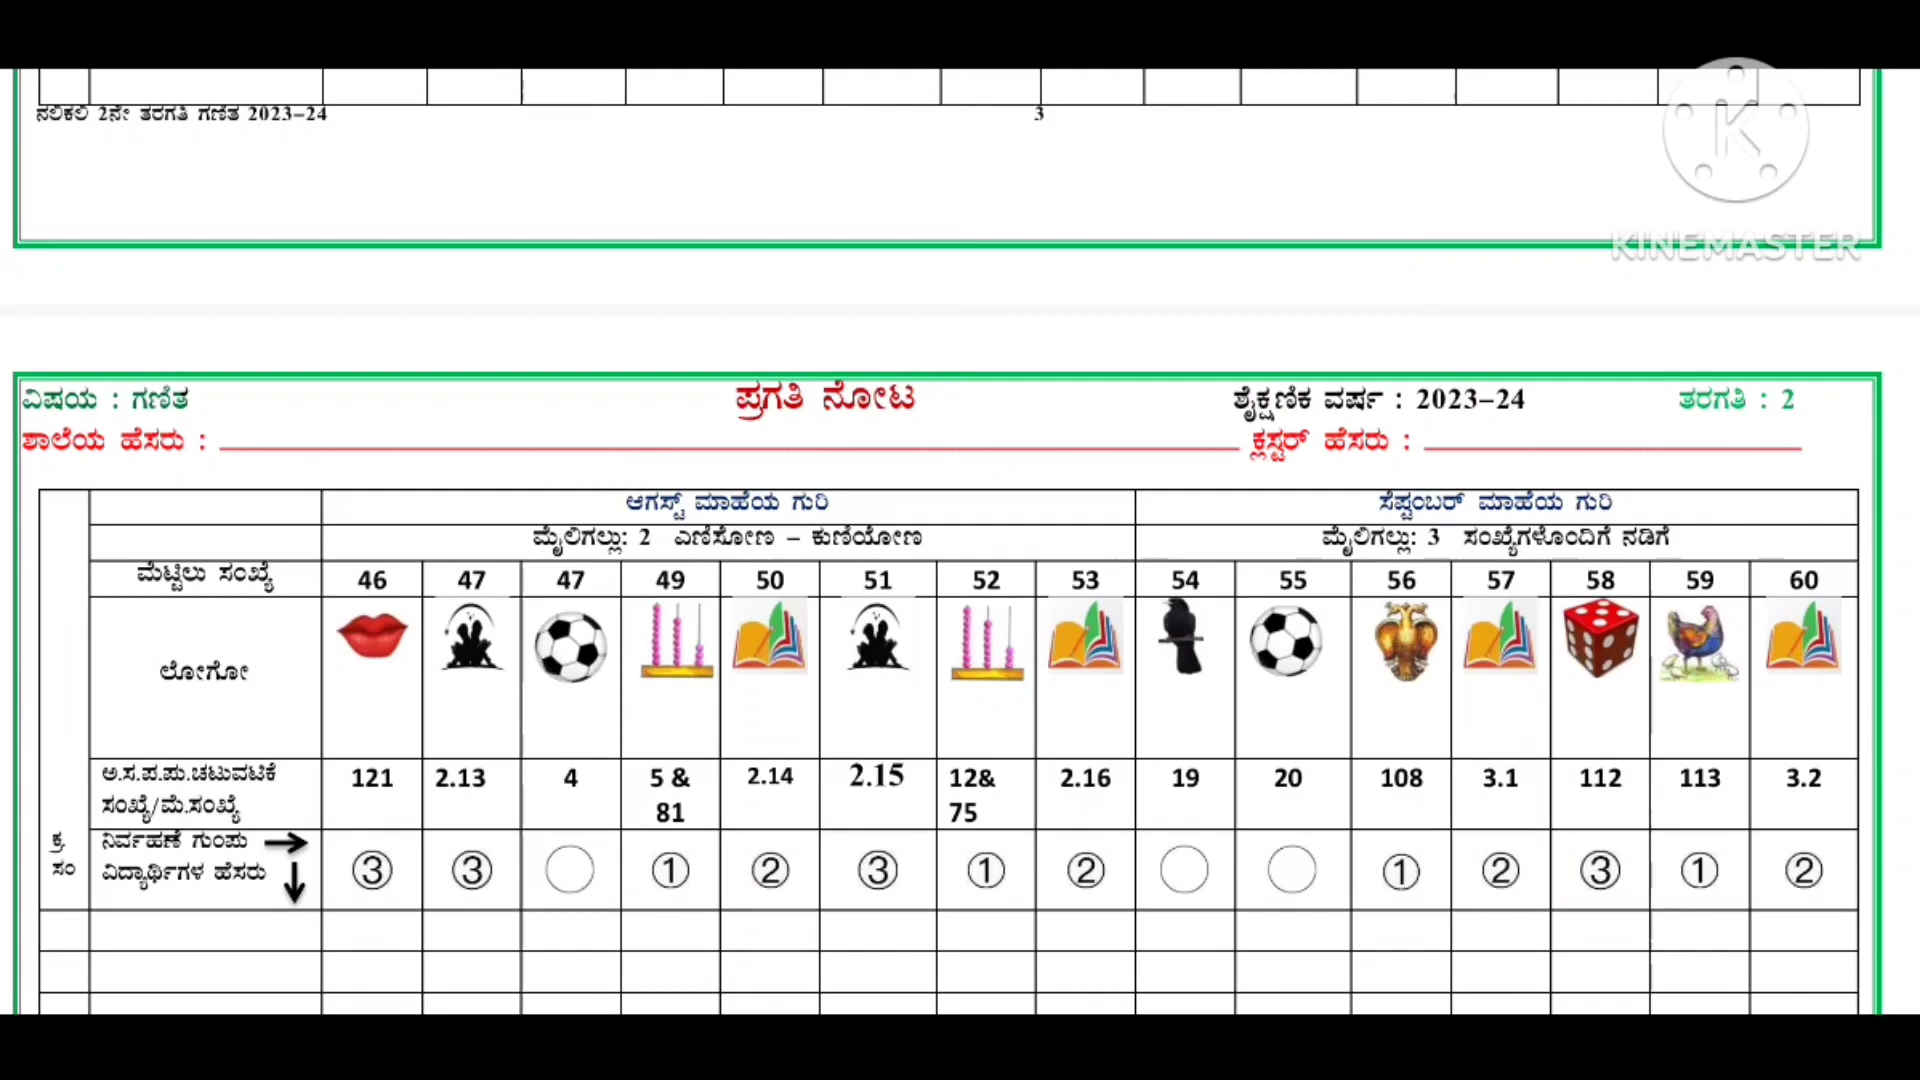 ನಲಿಕಲಿ 2ನೇ ತರಗತಿ ಗಣಿತ 2023-24 3
K
KINEMASTER
ವಿಷಯ : ಗಣಿತ ಪ್ರಗತಿ ನೋಟ ಶೈಕ್ಷಣಿಕ ವರ್ಷ : 2023-24 ತರಗತಿ : 2
ಶಾಲೆಯ ಹೆಸರು : ಕ್ಲಸ್ಟರ್ ಹೆಸರು :
ಆಗಸ್ಟ್ ಮಾಹೆಯ ಗುರಿ ಸೆಪ್ಟಂಬರ್ ಮಾಹೆಯ ಗುರಿ
ಮೈಲಿಗಲ್ಲು: 2 ಎಣಿಸೋಣ – ಕುಣಿಯೋಣ ಮೈಲಿಗಲ್ಲು: 3 ಸಂಖ್ಯೆಗಳೊಂದಿಗೆ ನಡಿಗೆ
ಮೆಟ್ಟಿಲು ಸಂಖ್ಯೆ 46 47 47 49 50 51 52 53 54 55 56 57 58 59 60
ಲೋಗೋ
ಅ.ಸ.ಪ.ಪು.ಚಟುವಟಿಕೆ 121 2.13 4 5 & 2.14 2.15 12& 2.16 19 20 108 3.1 112 113 3.2
ಸಂಖ್ಯೆ/ಮೆ.ಸಂಖ್ಯೆ 81 75
ಕ್ರ ನಿರ್ವಹಣೆ ಗುಂಪು
ಸಂ ವಿದ್ಯಾರ್ಥಿಗಳ ಹೆಸರು ③ ③ ① ② ③ ① ② ① ② ③ ① ②